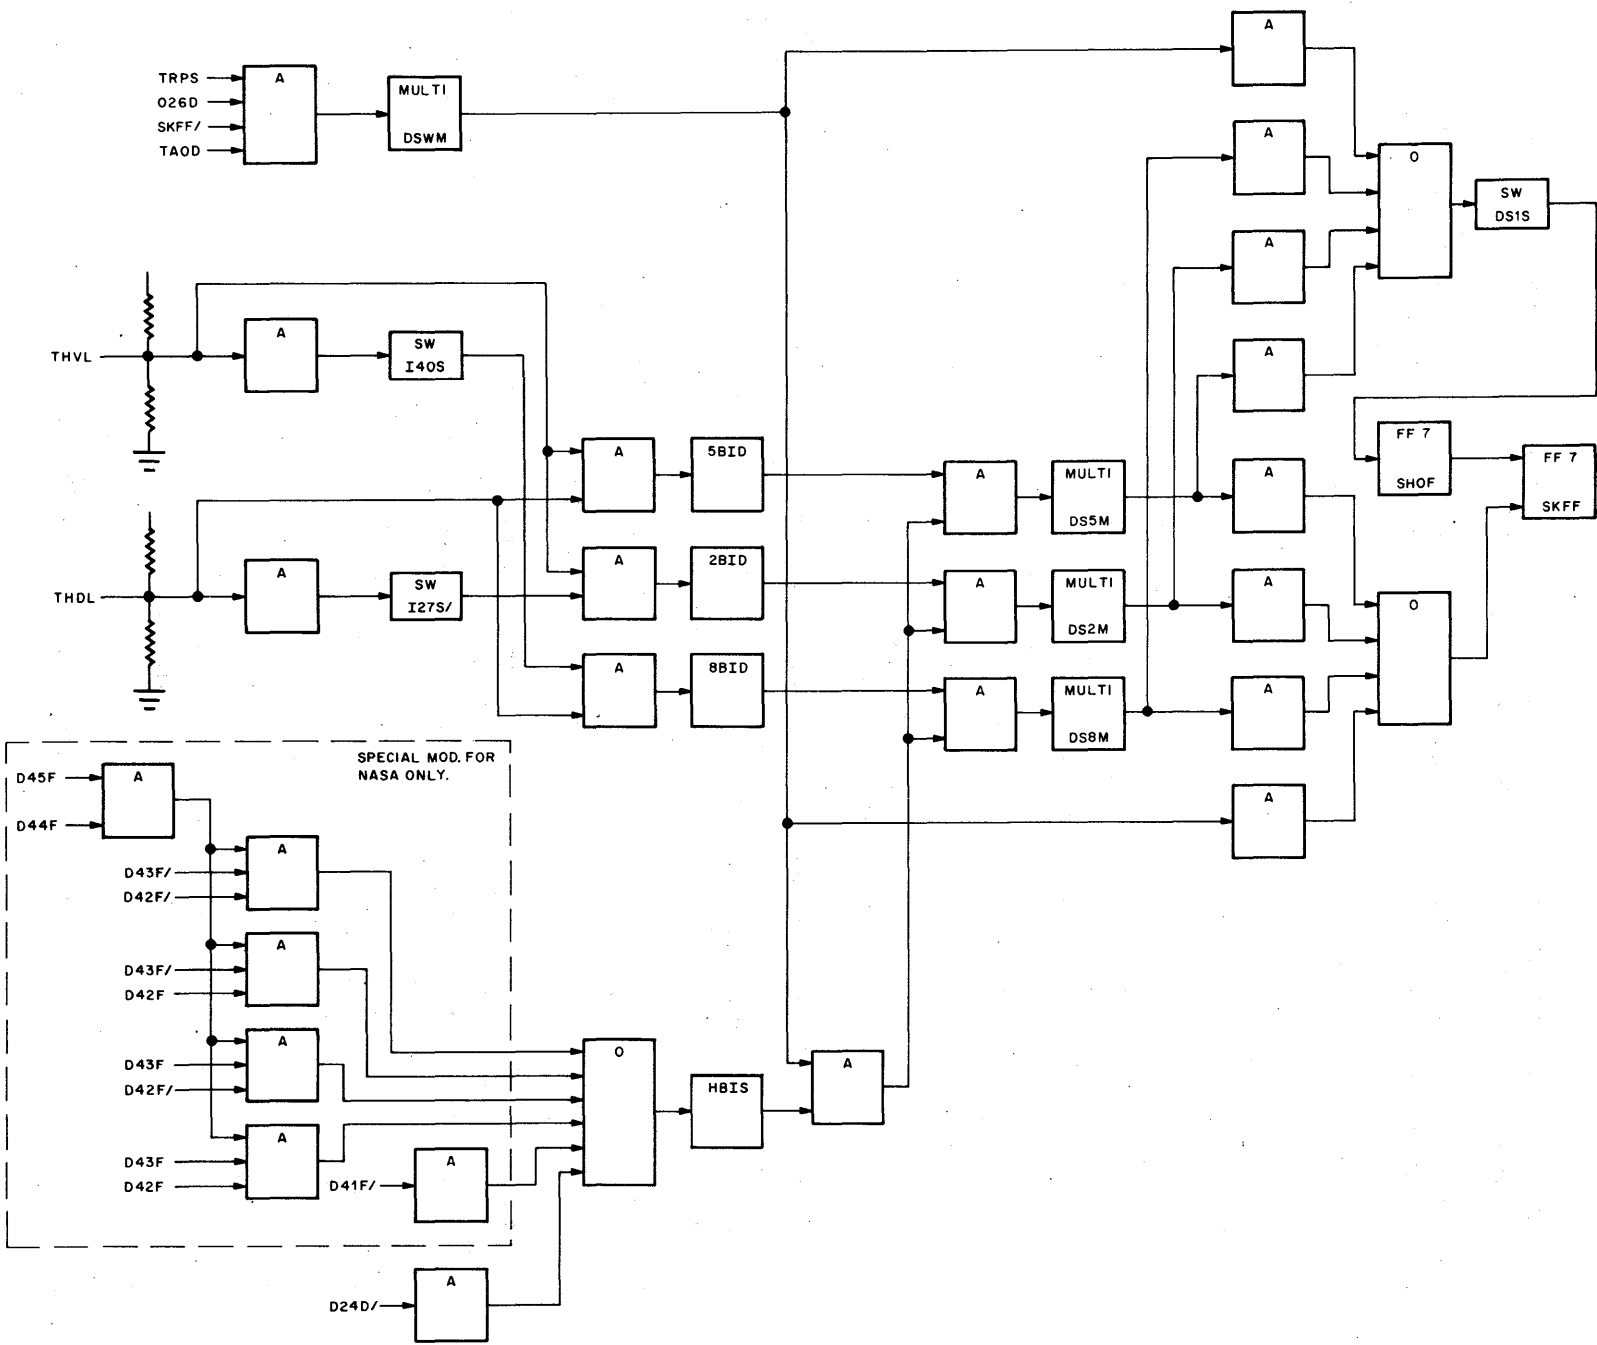 TRPS
O26D
SKFF/
TAOD
A
MULTI
DSWM
A
A
A
A
O
SW
DS1S
THVL
A
SW
I40S
THDL
A
SW
I27S/
A
5BID
A
2BID
A
8BID
A
MULTI
DS5M
A
MULTI
DS2M
A
MULTI
DS8M
A
A
A
A
O
FF 7
SHOF
FF 7
SKFF
SPECIAL MOD. FOR
NASA ONLY.
D45F
D44F
A
D43F/
D42F/
A
D43F/
D42F
A
D43F
D42F/
A
D43F
D42F
A
D41F/
A
D24D/
A
O
HBIS
A